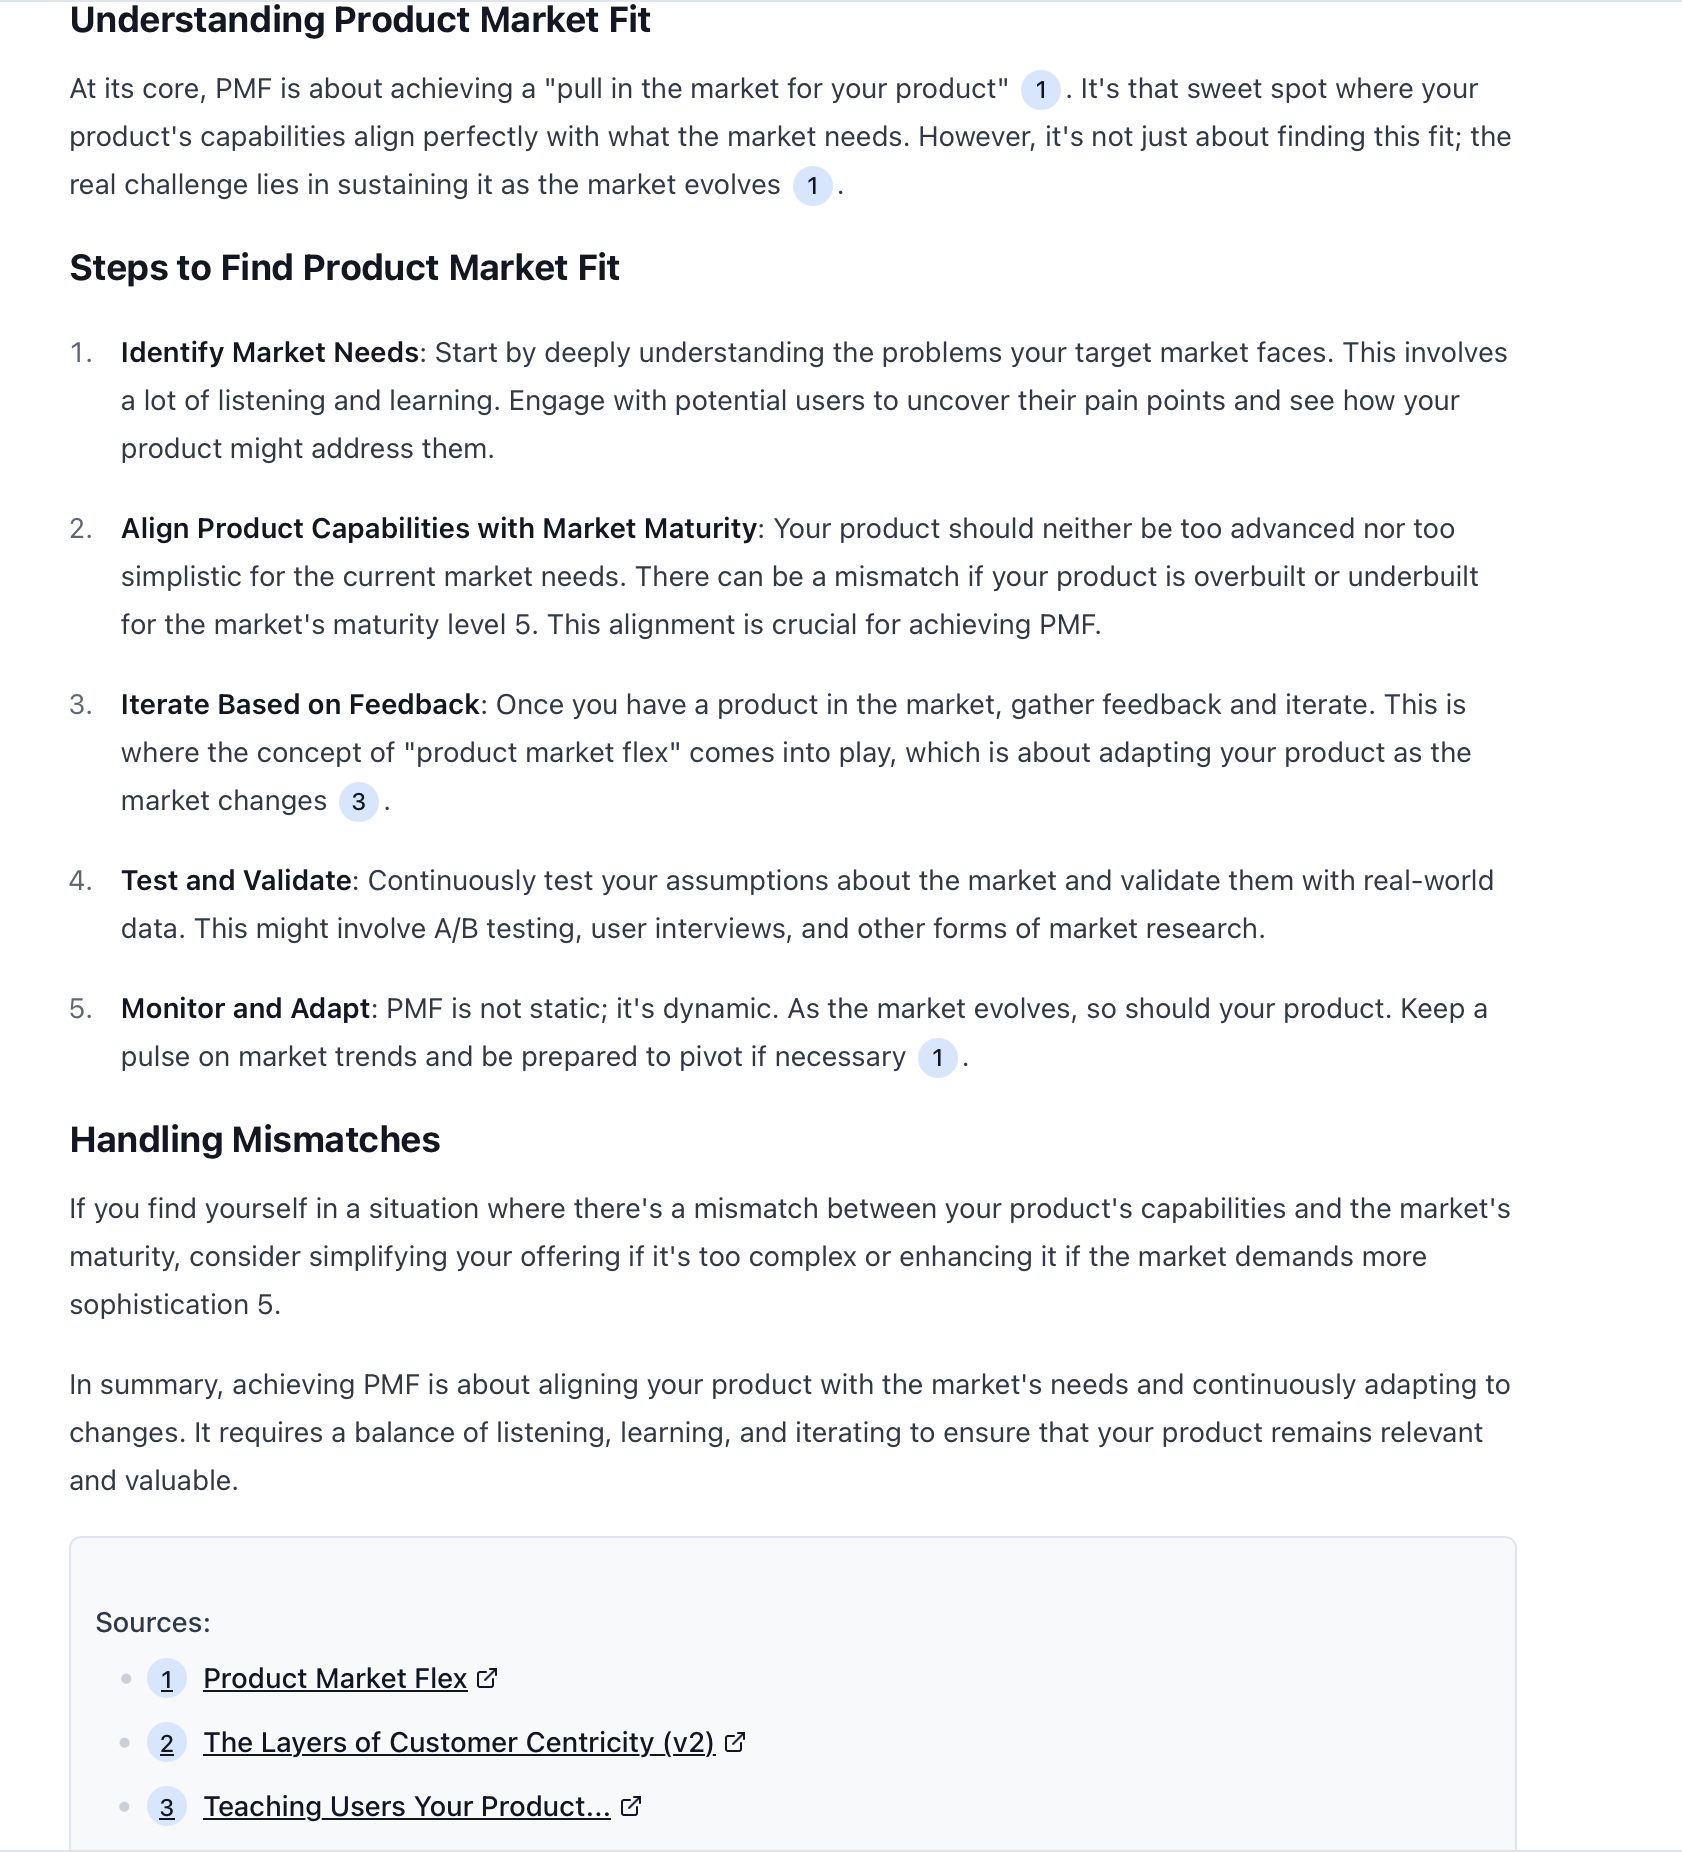 Understanding Product Market Fit
At its core, PMF is about achieving a "pull in the market for your product" 1 . It's that sweet spot where your
product's capabilities align perfectly with what the market needs. However, it's not just about finding this fit; the
real challenge lies in sustaining it as the market evolves 1 .
Steps to Find Product Market Fit
1. Identify Market Needs: Start by deeply understanding the problems your target market faces. This involves
a lot of listening and learning. Engage with potential users to uncover their pain points and see how your
product might address them.
2. Align Product Capabilities with Market Maturity: Your product should neither be too advanced nor too
simplistic for the current market needs. There can be a mismatch if your product is overbuilt or underbuilt
for the market's maturity level 5. This alignment is crucial for achieving PMF.
3. Iterate Based on Feedback: Once you have a product in the market, gather feedback and iterate. This is
where the concept of "product market flex" comes into play, which is about adapting your product as the
market changes 3 .
4. Test and Validate: Continuously test your assumptions about the market and validate them with real-world
data. This might involve A/B testing, user interviews, and other forms of market research.
5. Monitor and Adapt: PMF is not static; it's dynamic. As the market evolves, so should your product. Keep a
pulse on market trends and be prepared to pivot if necessary 1 .
Handling Mismatches
If you find yourself in a situation where there's a mismatch between your product's capabilities and the market's
maturity, consider simplifying your offering if it's too complex or enhancing it if the market demands more
sophistication 5.
In summary, achieving PMF is about aligning your product with the market's needs and continuously adapting to
changes. It requires a balance of listening, learning, and iterating to ensure that your product remains relevant
and valuable.
Sources:
1 Product Market Flex
2 The Layers of Customer Centricity (v2)
3 Teaching Users Your Product...